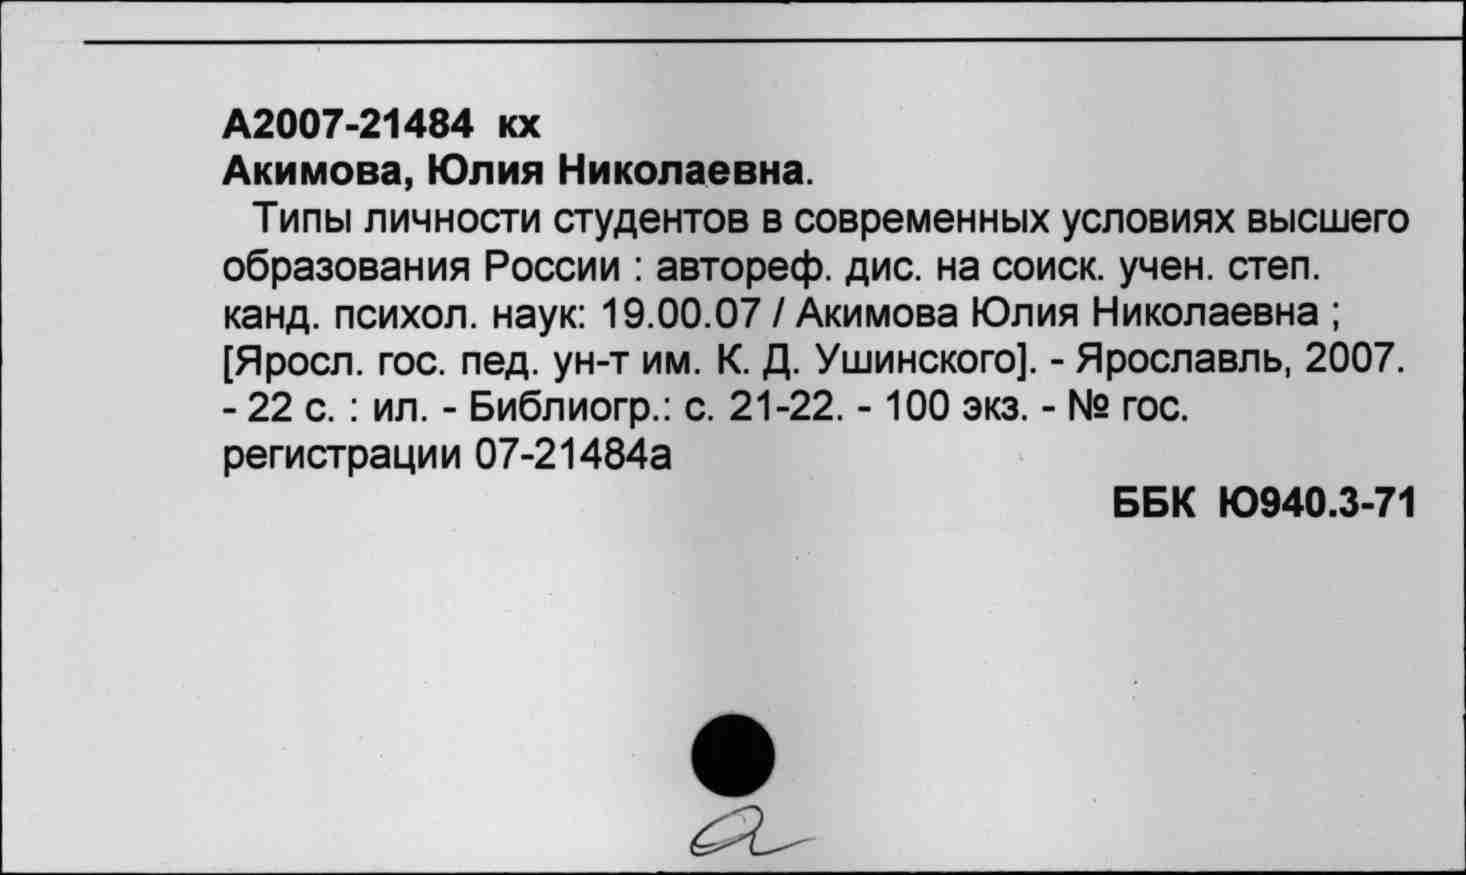 А2007-21484 кх
Акимова, Юлия Николаевна.
Типы личности студентов в современных условиях высшего
образования России : автореф. дис. на соиск. учен. степ.
канд. психол. наук: 19.00.07 / Акимова Юлия Николаевна ;
[Яросл. гос. пед. ун-т им. К. Д. Ушинского]. - Ярославль, 2007.
- 22 с. : ил. - Библиогр.: с. 21-22. - 100 экз. - № гос.
регистрации 07-21484а
ББК Ю940.3-71
а